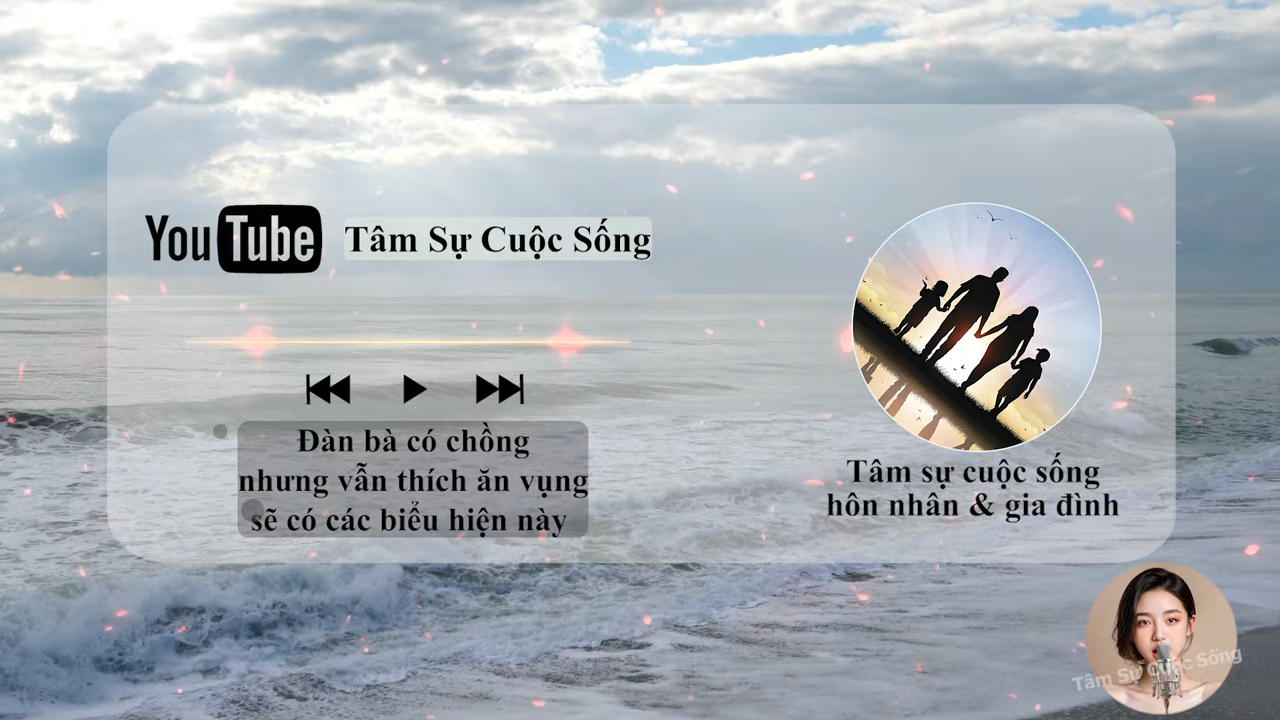 YouTube
Tâm Sự Cuộc Sống
Đàn bà có chồng
nhưng vẫn thích ăn vụng
sẽ có các biểu hiện này
Tâm sự cuộc sống
hôn nhân & gia đình
Tâm Sự Cuộc Sống